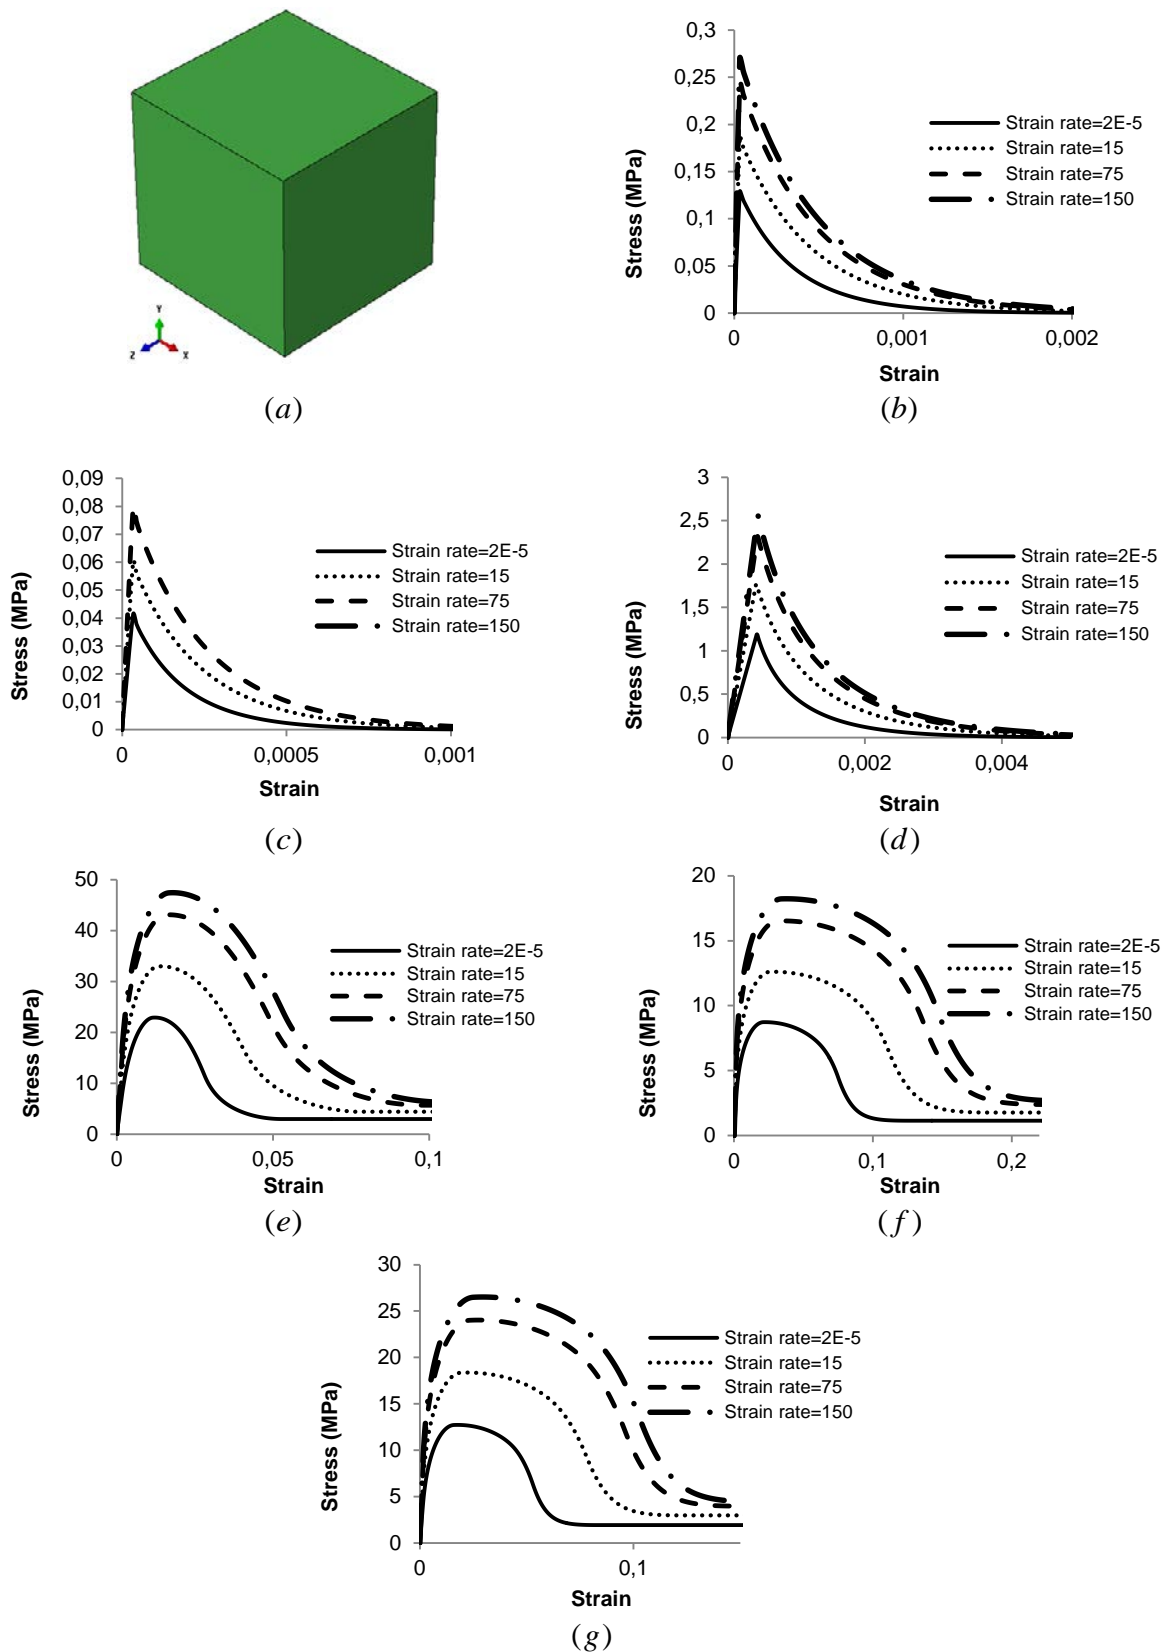 Y
Z
X
(a)
0,3
0,25
0,2
0,15
0,1
0,05
0
0
0,001
0,002
Stress (MPa)
Strain
Strain rate=2E-5
Strain rate=15
Strain rate=75
Strain rate=150
(b)
0,09
0,08
0,07
0,06
0,05
0,04
0,03
0,02
0,01
0
0
0,0005
0,001
Stress (MPa)
Strain
Strain rate=2E-5
Strain rate=15
Strain rate=75
Strain rate=150
(c)
3
2,5
2
1,5
1
0,5
0
0
0,002
0,004
Stress (MPa)
Strain
Strain rate=2E-5
Strain rate=15
Strain rate=75
Strain rate=150
(d)
50
40
30
20
10
0
0
0,05
0,1
Stress (MPa)
Strain
Strain rate=2E-5
Strain rate=15
Strain rate=75
Strain rate=150
(e)
20
15
10
5
0
0
0,1
0,2
Stress (MPa)
Strain
Strain rate=2E-5
Strain rate=15
Strain rate=75
Strain rate=150
(f)
30
25
20
15
10
5
0
0
0,1
Stress (MPa)
Strain
Strain rate=2E-5
Strain rate=15
Strain rate=75
Strain rate=150
(g)